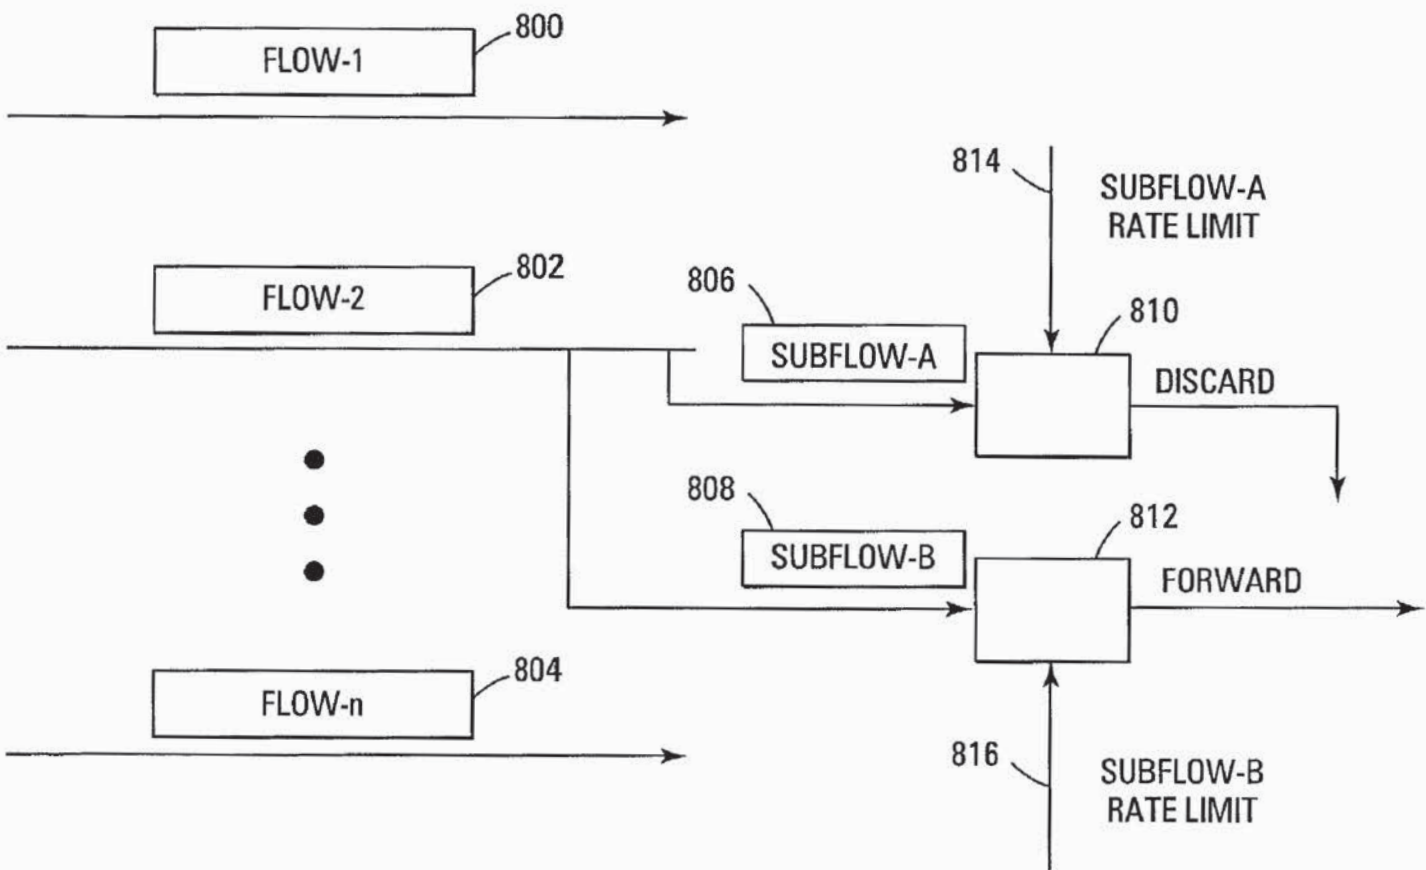 FLOW-1
800
814
SUBFLOW-A
RATE LIMIT
FLOW-2
802
806
SUBFLOW-A
810
DISCARD
808
SUBFLOW-B
812
FORWARD
FLOW-n
804
816
SUBFLOW-B
RATE LIMIT